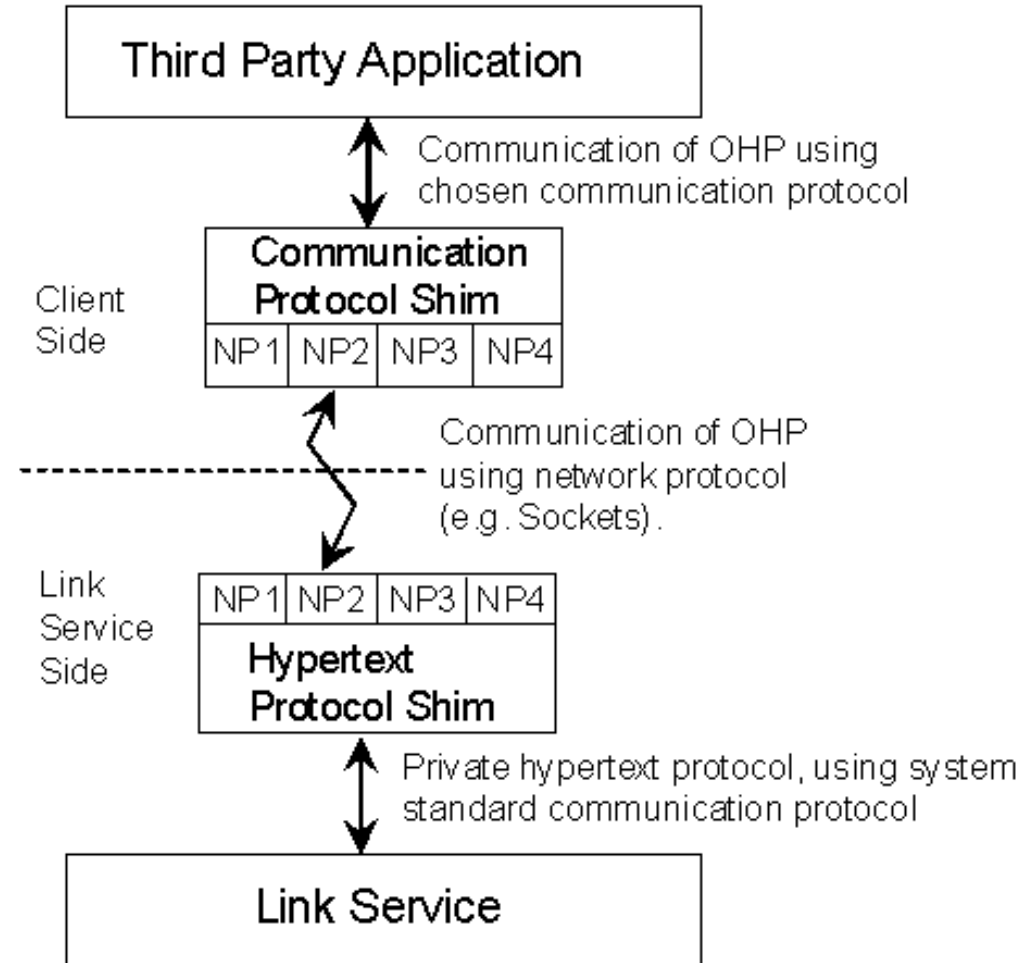 Third Party Application
Communication of OHP using
chosen communication protocol
Communication
Protocol Shim
Client
Side
NP1 NP2 NP3 NP4
Communication of OHP
using network protocol
(e.g. Sockets).
Link
Service
Side
NP1 NP2 NP3 NP4
Hypertext
Protocol Shim
Private hypertext protocol, using system
standard communication protocol
Link Service